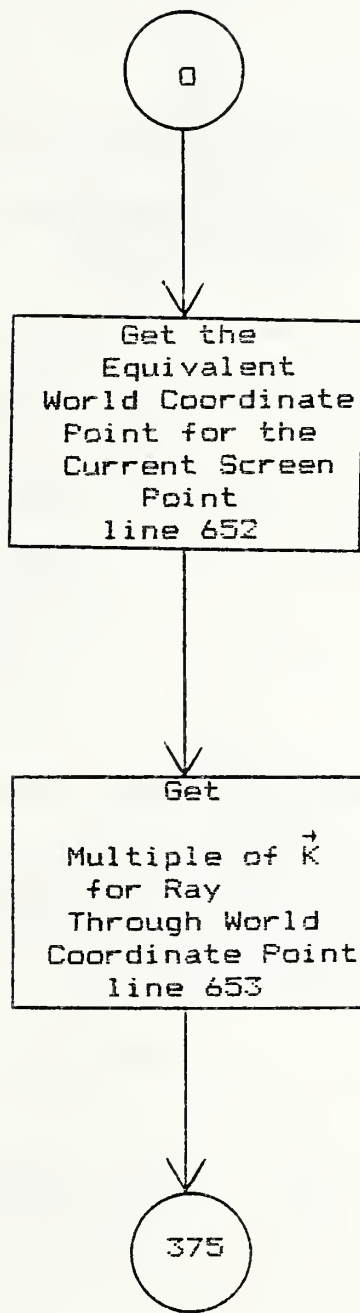 Get the
Equivalent
World Coordinate
Point for the
Current Screen
Point
line 652
Get
Multiple of K⃗
for Ray
Through World
Coordinate Point
line 653
375